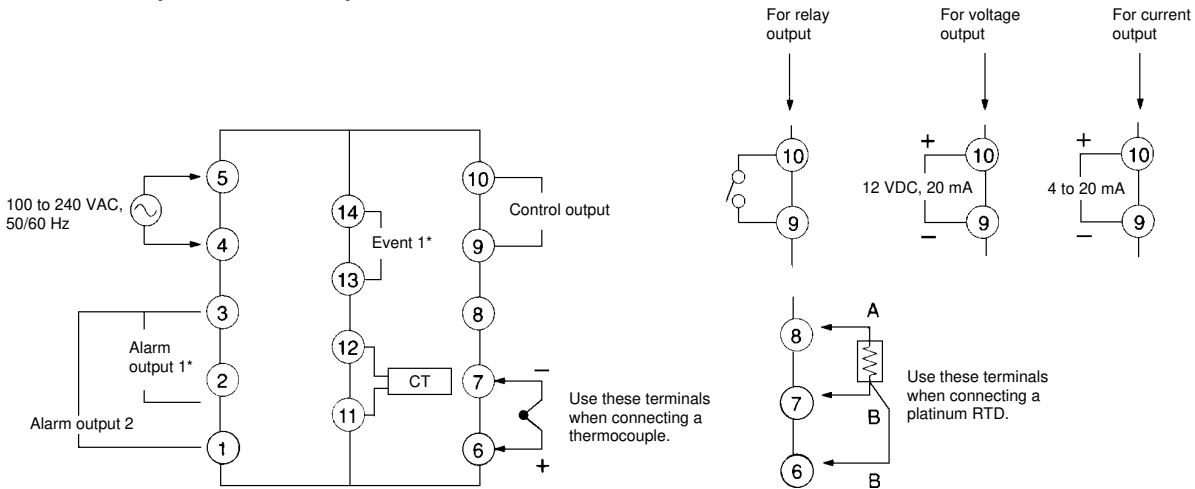 For relay
output
For voltage
output
For current
output
100 to 240 VAC,
50/60 Hz
5
4
3
2
1
Alarm
output 1*
Alarm output 2
14
13
12
11
Event 1*
CT
10
9
8
7
6
Control output
−
+
Use these terminals
when connecting a
thermocouple.
10
9
+
10
12 VDC, 20 mA
9
−
+
10
4 to 20 mA
9
−
8
7
6
A
B
B
Use these terminals
when connecting a
platinum RTD.